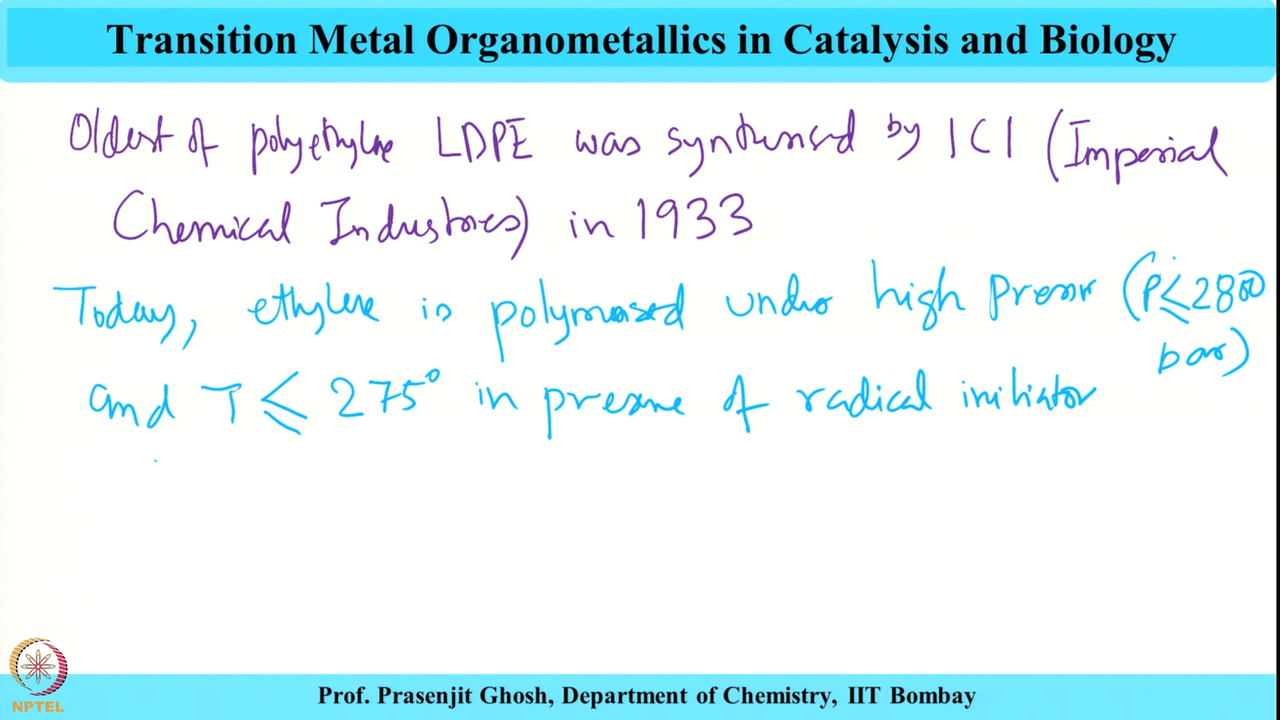 Transition Metal Organometallics in Catalysis and Biology
Oldest of polyethylene LDPE was synthesised by ICI (Imperial
Chemical Industries) in 1933
Today, ethylene is polymerised under high Pressure (P≤2800
bar)
and T ≤ 275° in presence of radical initiator
NPTEL
Prof. Prasenjit Ghosh, Department of Chemistry, IIT Bombay